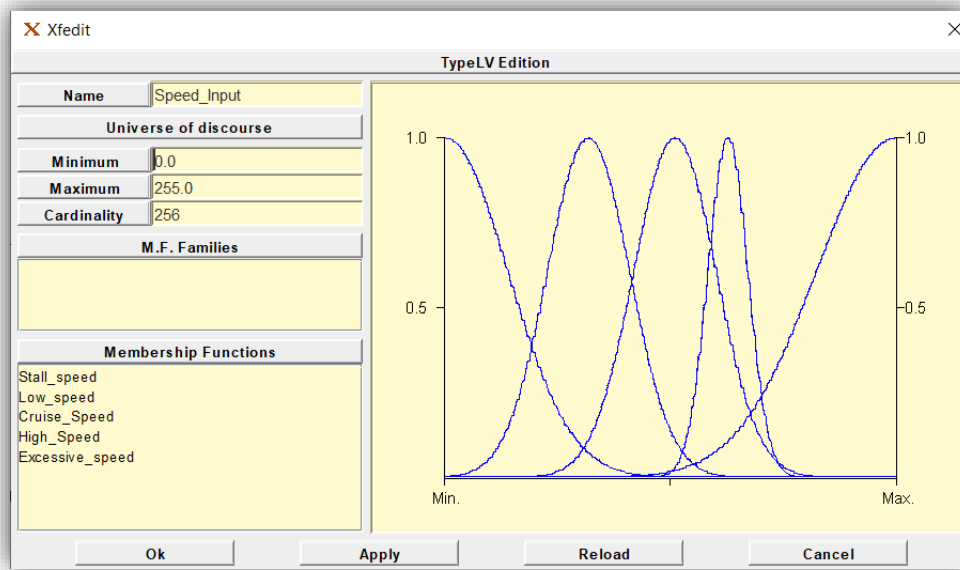 Xfedit
TypeLV Edition
Name Speed_Input
Universe of discourse
Minimum 0.0
Maximum 255.0
Cardinality 256
M.F. Families
Membership Functions
Stall_speed
Low_speed
Cruise_Speed
High_Speed
Excessive_speed
1.0 1.0
0.5 0.5
Min. Max.
Ok Apply Reload Cancel